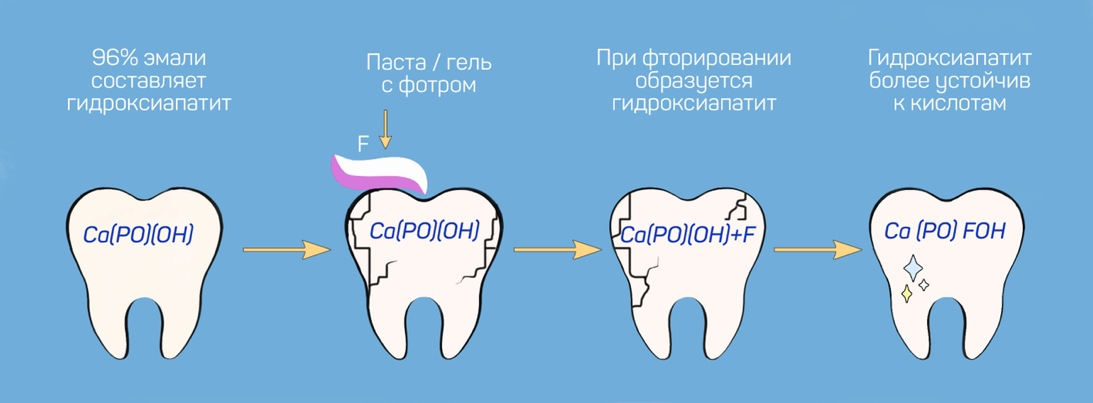 96% эмали
составляет
гидроксиапатит
Паста / гель
с фотром
F
При фторировании
образуется
гидроксиапатит
Гидроксиапатит
более устойчив
к кислотам
Ca(PO)(OH)
Ca(PO)(OH)
Ca(PO)(OH)+F
Ca (PO) FOH